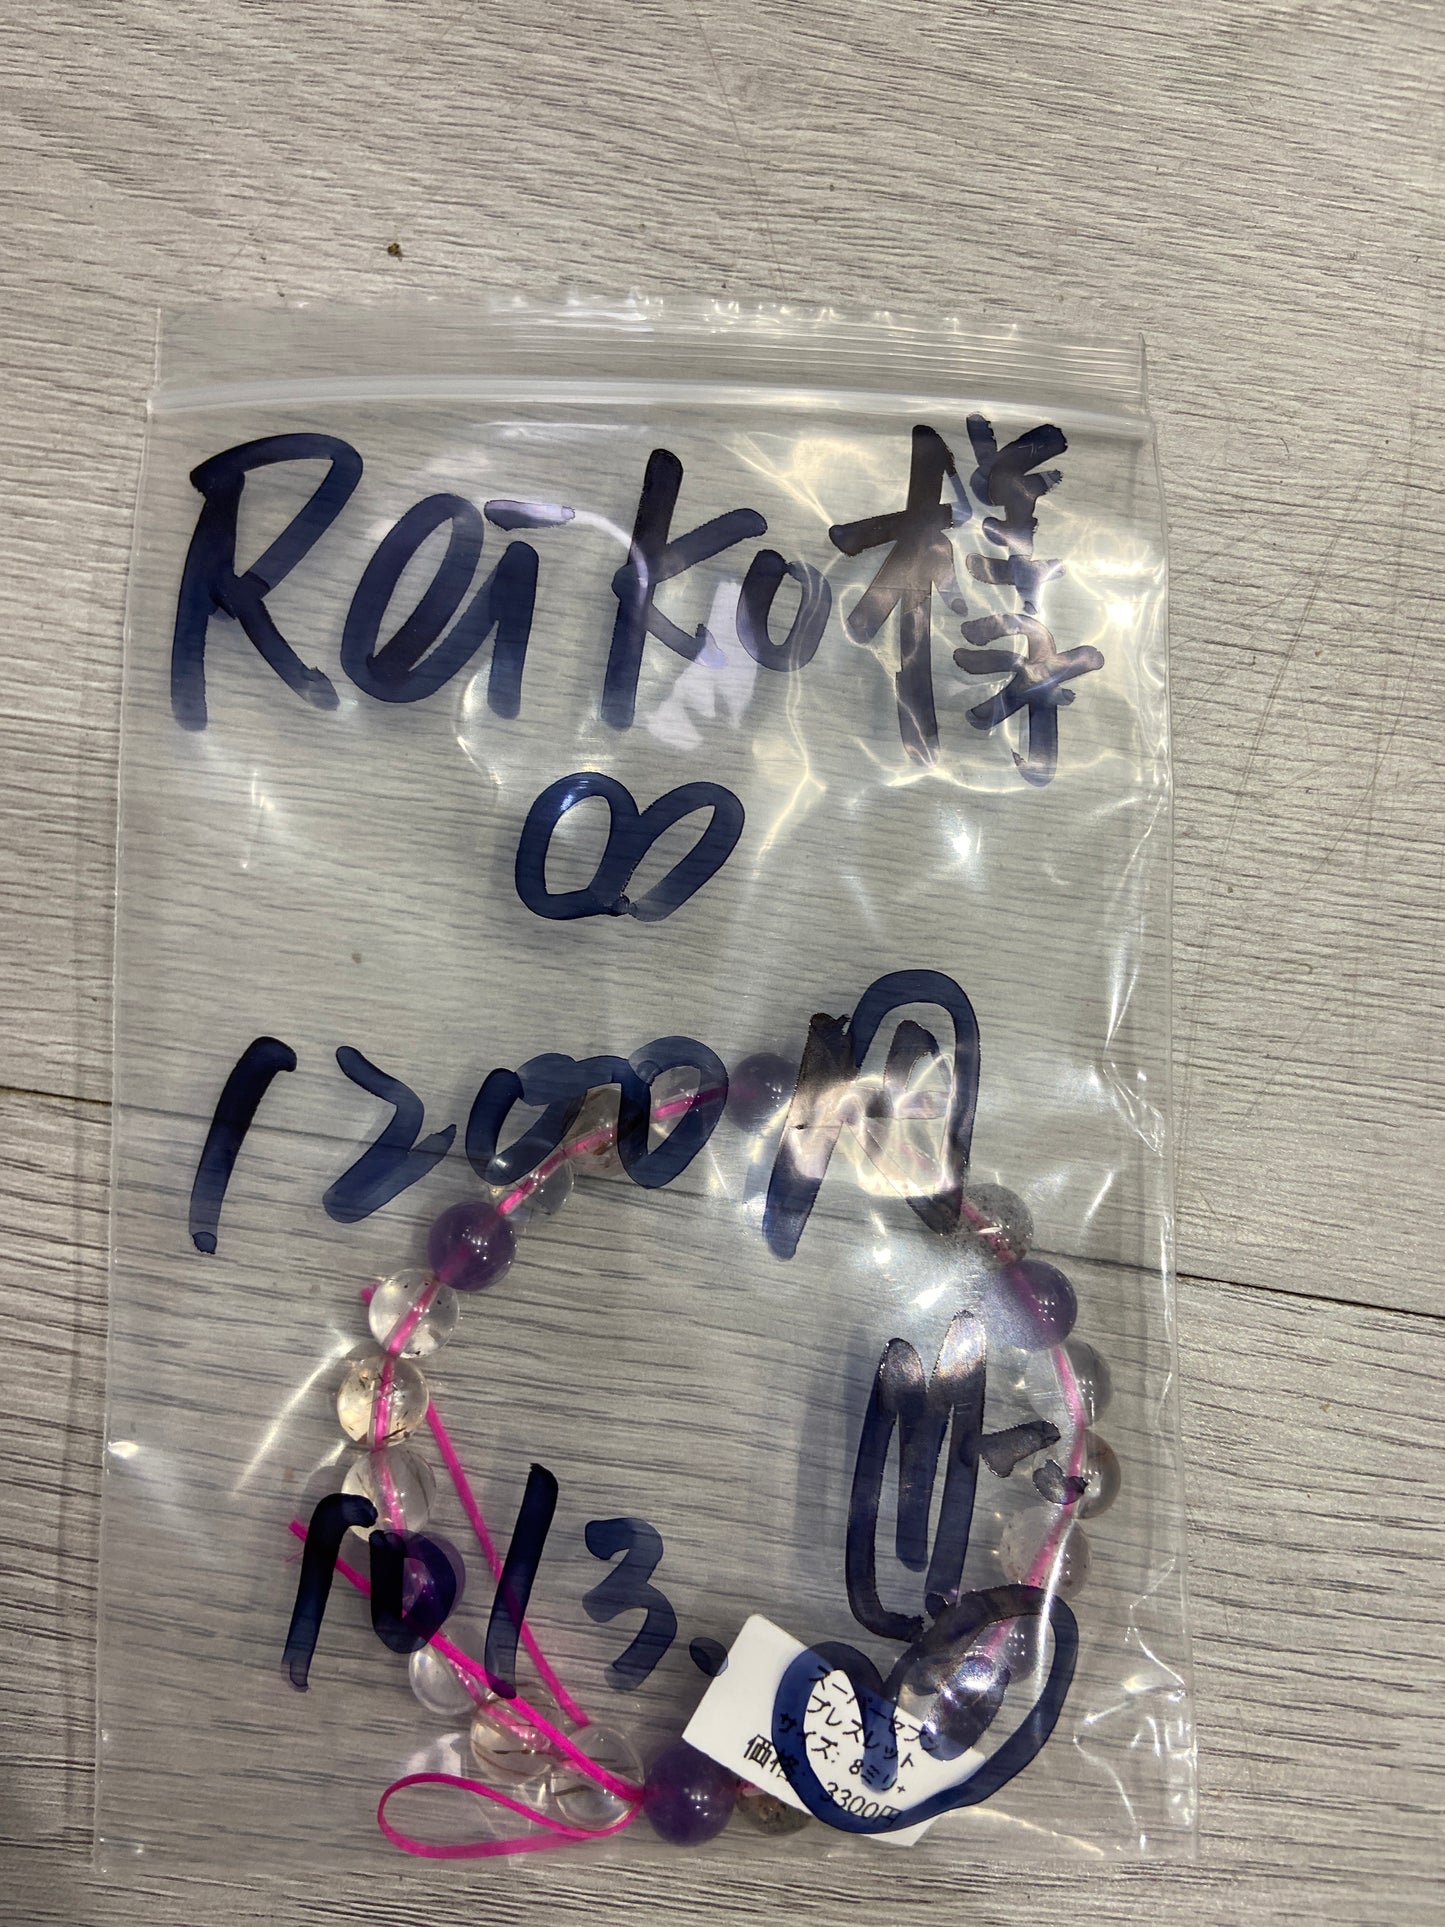 Reiko様
8
1200円
10/3.
スーパーセブン
ブレスレット
サイズ: 8ミリ+
価格: 3300円